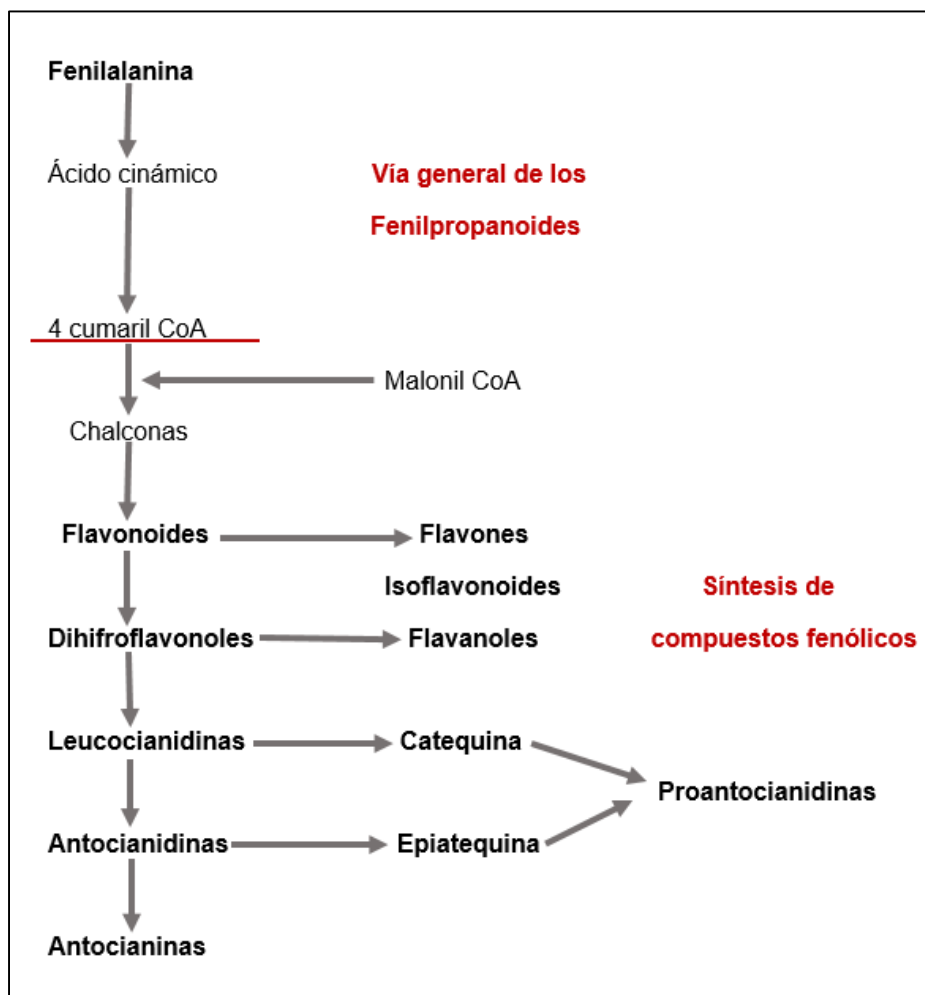 Fenilalanina
Ácido cinámico
Vía general de los
Fenilpropanoides
4 cumaril CoA
Malonil CoA
Chalconas
Flavonoides
Flavones
Isoflavonoides
Síntesis de
Dihifroflavonoles
Flavanoles
compuestos fenólicos
Leucocianidinas
Catequina
Proantocianidinas
Antocianidinas
Epiatequina
Antocianinas